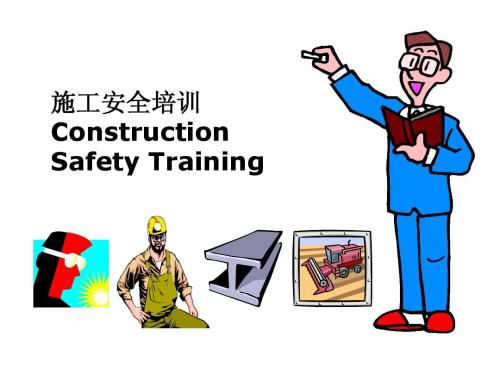 施工安全培训
Construction
Safety Training